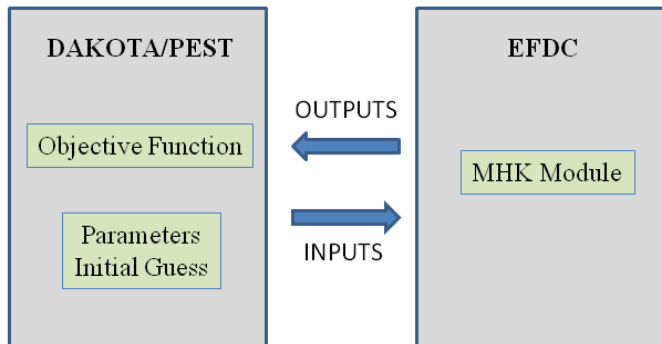 DAKOTA/PEST
Objective Function
Parameters
Initial Guess
OUTPUTS
INPUTS
EFDC
MHK Module